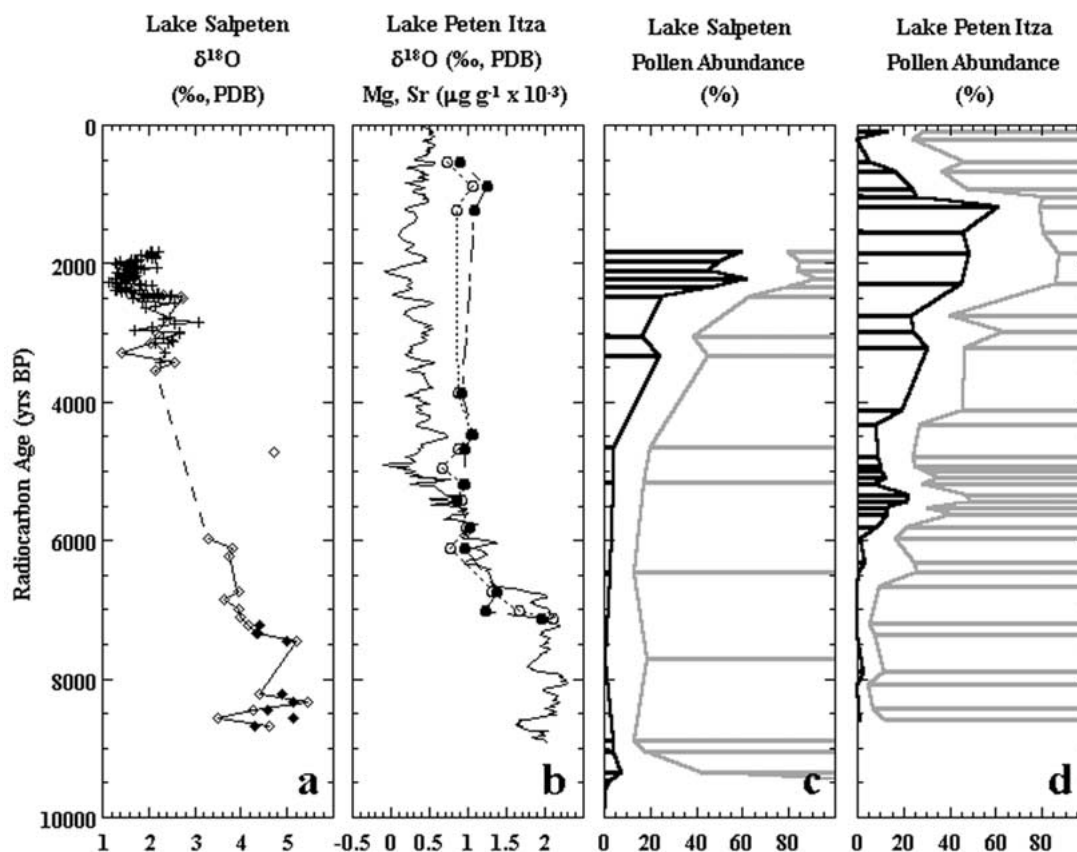 Lake Salpeten
δ18O
(‰, PDB)
Lake Peten Itza
δ18O (‰, PDB)
Mg, Sr (µg g-1 x 10-3)
Lake Salpeten
Pollen Abundance
(%)
Lake Peten Itza
Pollen Abundance
(%)
Radiocarbon Age (yrs BP)
0
2000
4000
6000
8000
10000
a
b
c
d
1 2 3 4 5
-0.5 0 0.5 1 1.5 2
0 20 40 60 80
0 20 40 60 80